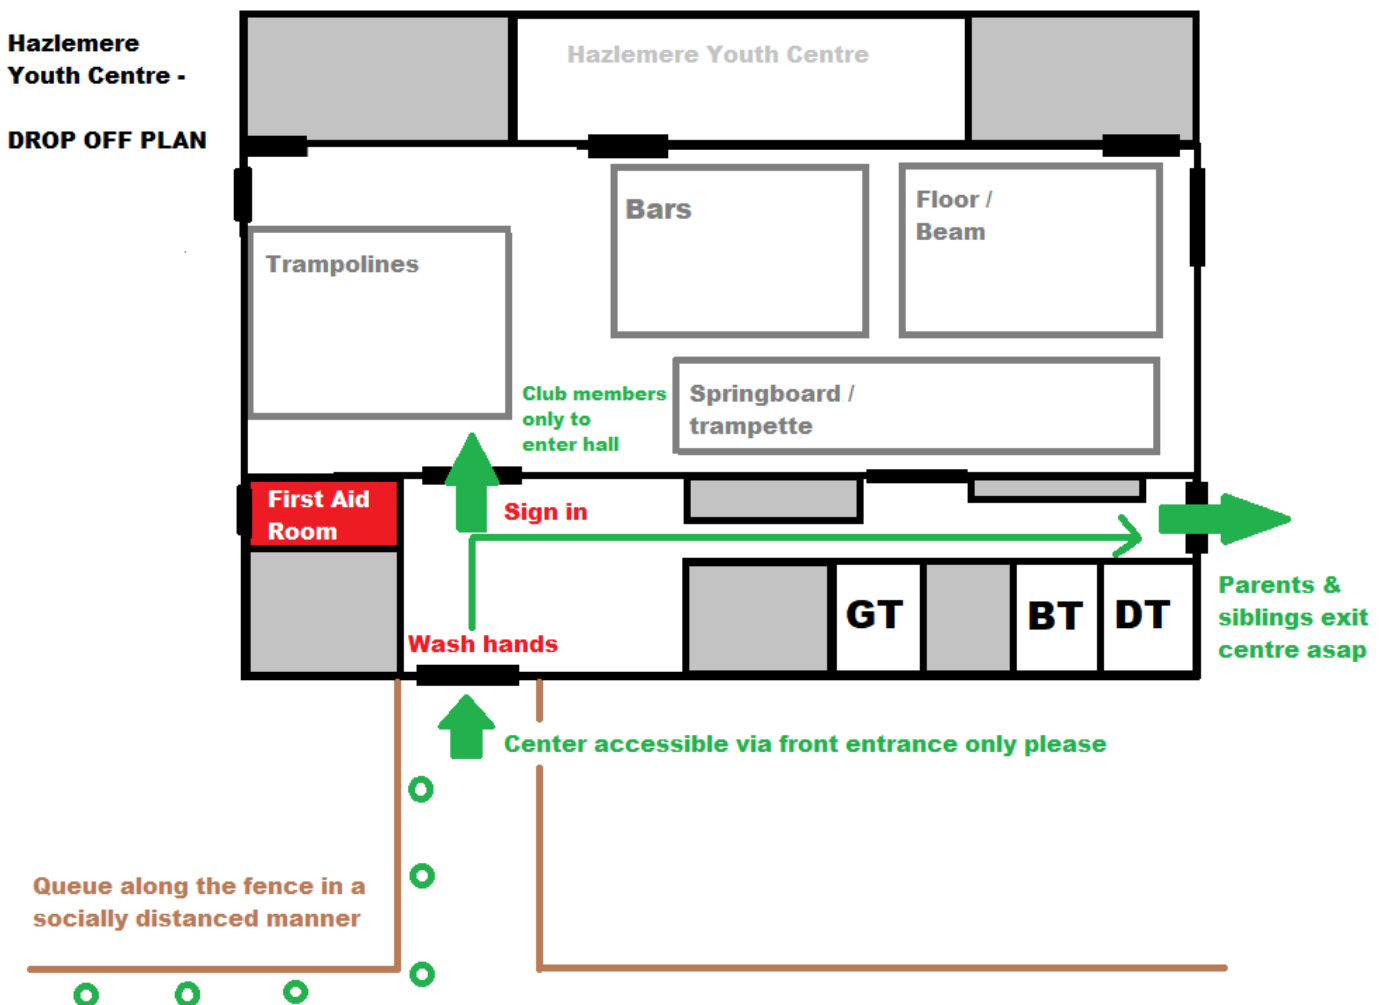 Hazlemere
Youth Centre -
DROP OFF PLAN
Hazlemere Youth Centre
Bars
Floor /
Beam
Trampolines
Club members
only to
enter hall
Springboard /
trampette
First Aid
Room
Sign in
GT
BT
DT
Parents &
siblings exit
centre asap
Wash hands
Center accessible via front entrance only please
Queue along the fence in a
socially distanced manner